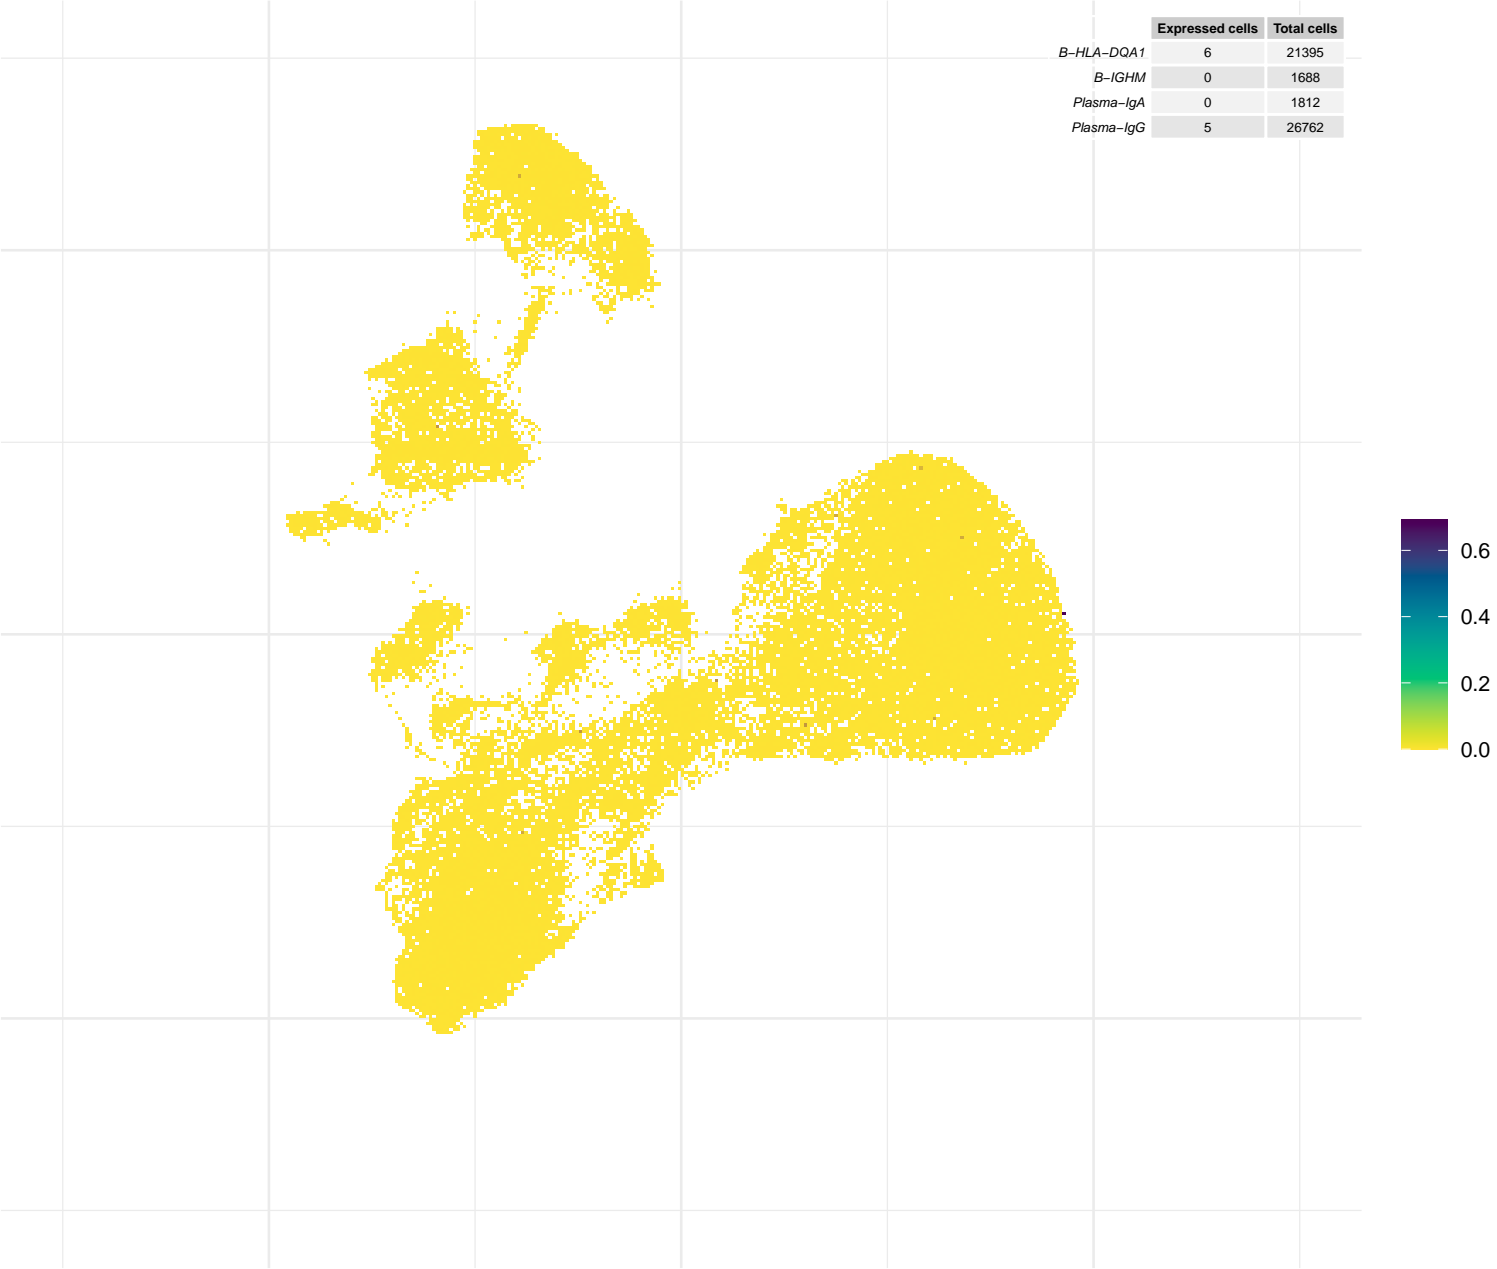 Expressed cells Total cells
B−HLA−DQA1 6 21395
B−IGHM 0 1688
Plasma−IgA 0 1812
Plasma−IgG 5 26762
0.6
0.4
0.2
0.0